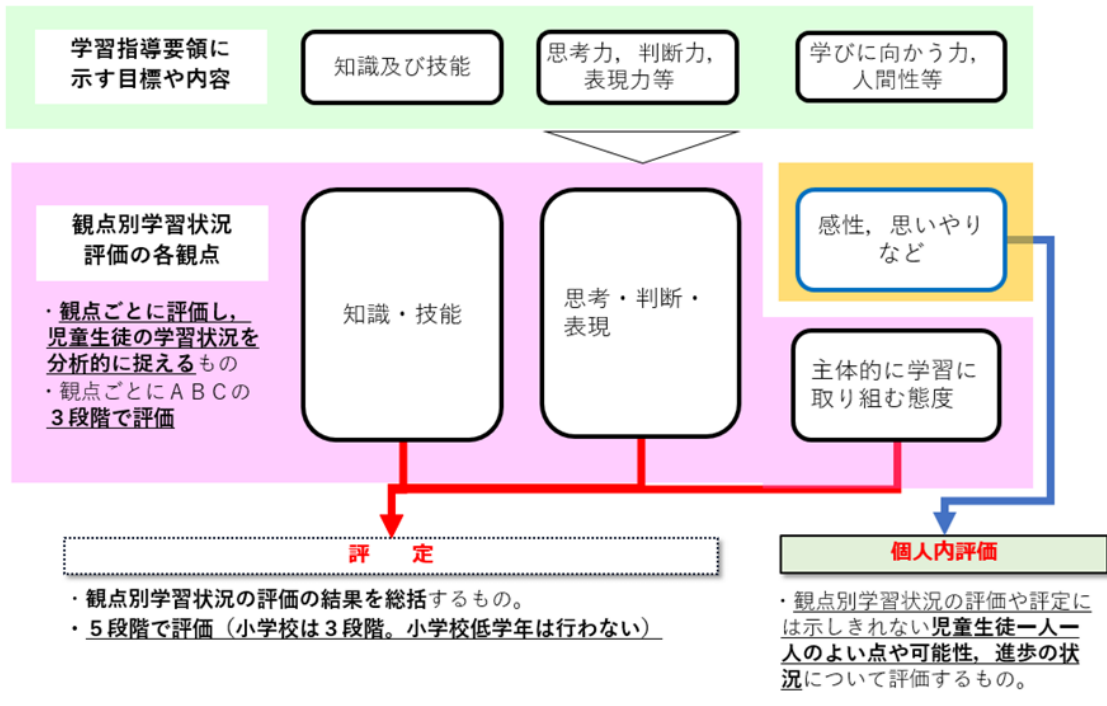 学習指導要領に
示す目標や内容
知識及び技能
思考力，判断力，
表現力等
学びに向かう力，
人間性等
観点別学習状況
評価の各観点
・観点ごとに評価し，
児童生徒の学習状況を
分析的に捉えるもの
・観点ごとにＡＢＣの
３段階で評価
知識・技能
思考・判断・
表現
感性，思いやり
など
主体的に学習に
取り組む態度
評　定
・観点別学習状況の評価の結果を総括するもの。
・５段階で評価（小学校は３段階。小学校低学年は行わない）
個人内評価
・観点別学習状況の評価や評定に
は示しきれない児童生徒一人一
人のよい点や可能性，進歩の状
況について評価するもの。